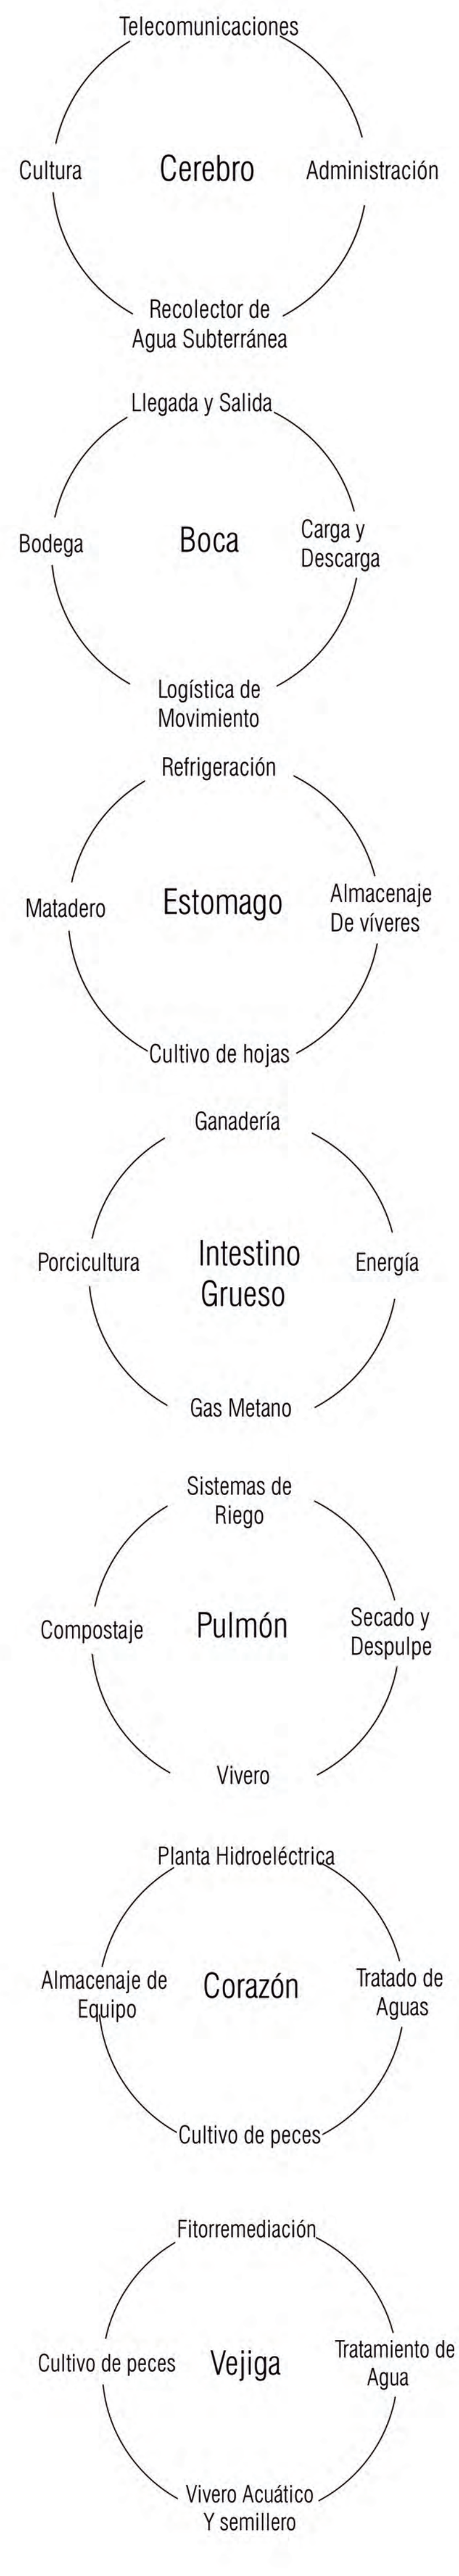 Telecomunicaciones
Cultura
Cerebro
Administración
Recolector de
Agua Subterránea
Llegada y Salida
Bodega
Boca
Carga y
Descarga
Logística de
Movimiento
Refrigeración
Matadero
Estomago
Almacenaje
De víveres
Cultivo de hojas
Ganadería
Porcicultura
Intestino
Grueso
Energía
Gas Metano
Sistemas de
Riego
Compostaje
Pulmón
Secado y
Despulpe
Vivero
Planta Hidroeléctrica
Almacenaje de
Equipo
Corazón
Tratado de
Aguas
Cultivo de peces
Fitorremediación
Cultivo de peces
Vejiga
Tratamiento de
Agua
Vivero Acuático
Y semillero